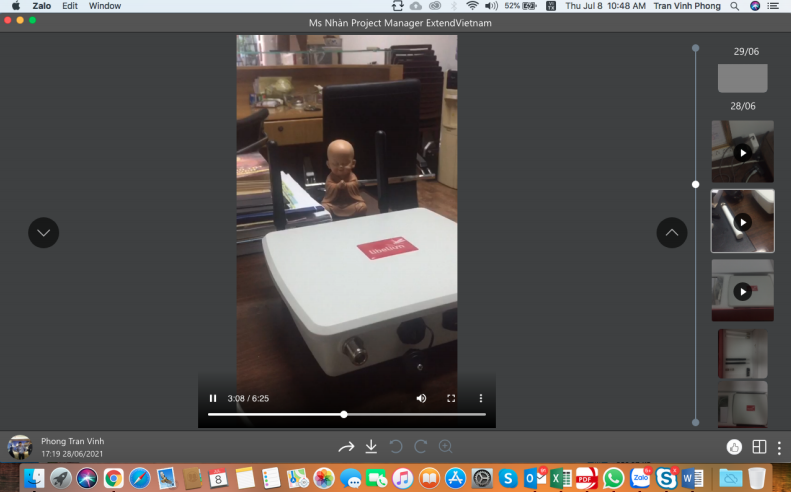 Zalo Edit Window 52% Thu Jul 8 10:48 AM Tran Vinh Phong
Ms Nhàn Project Manager ExtendVietnam
29/06
28/06
3:08 / 6:25
Phong Tran Vinh
17:19 28/06/2021
JUL
8
PDF
Zalo